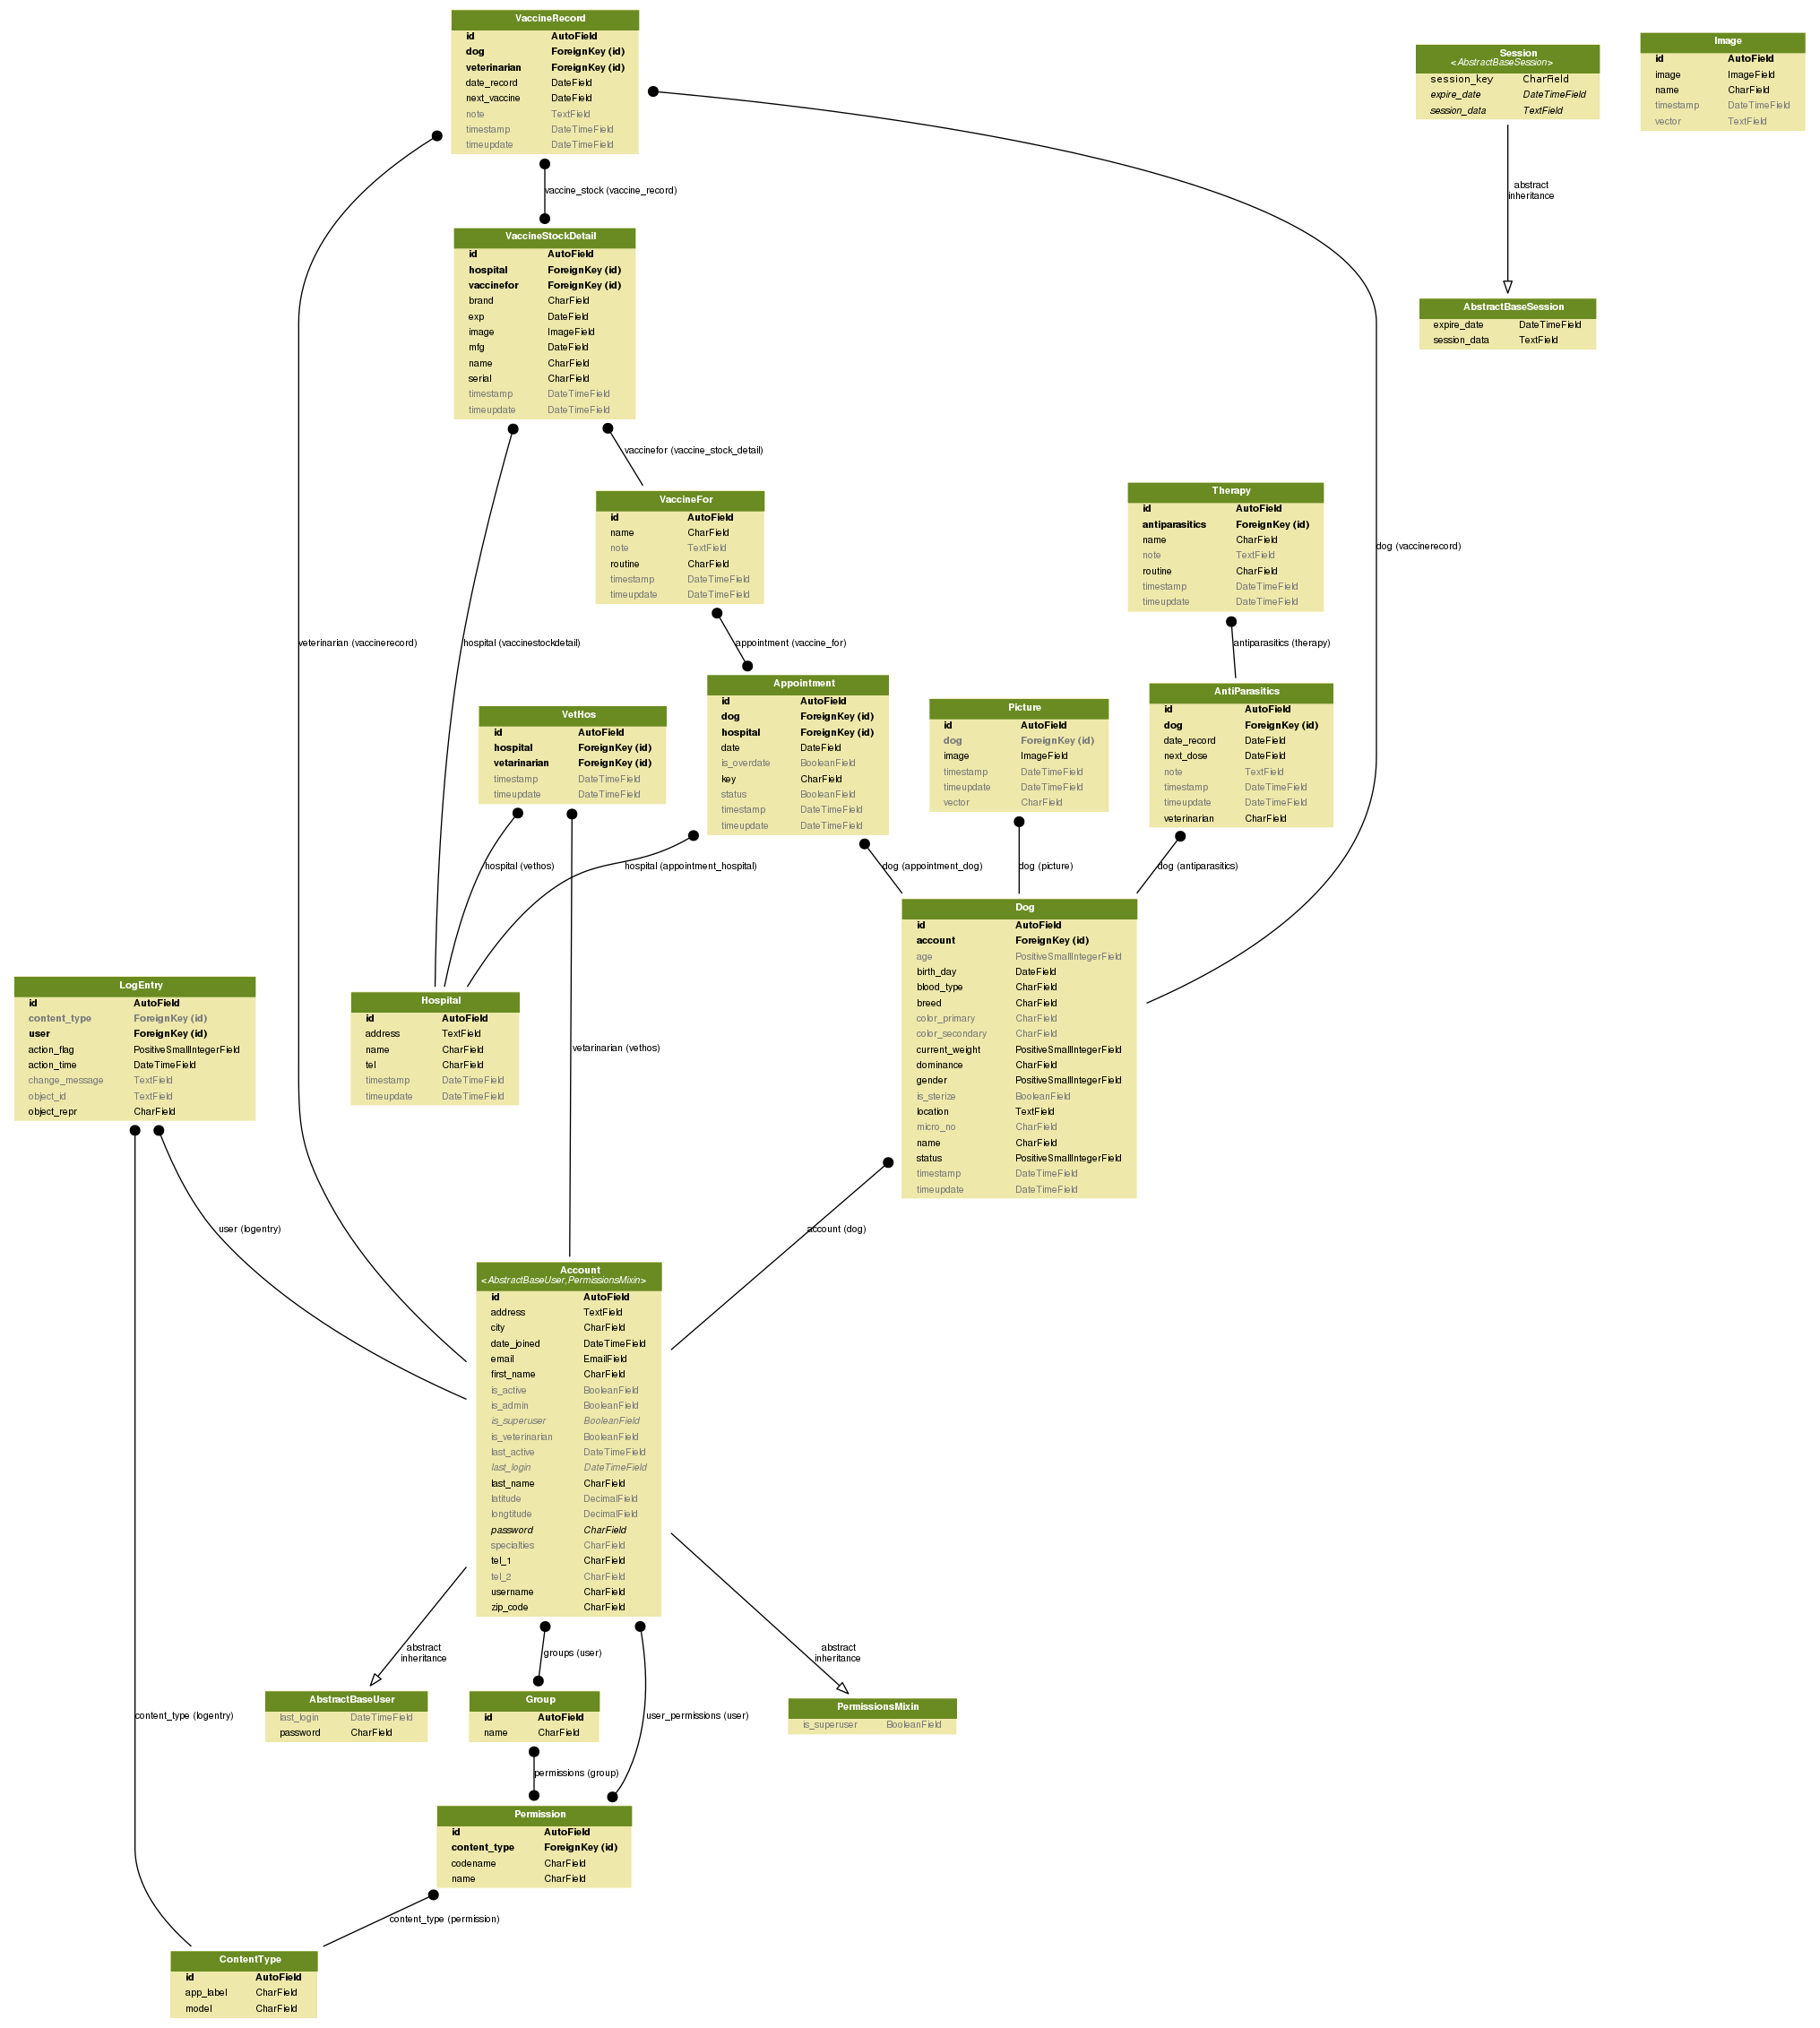 VaccineRecord
id AutoField
dog ForeignKey (id)
veterinarian ForeignKey (id)
date_record DateField
next_vaccine DateField
note TextField
timestamp DateTimeField
timeupdate DateTimeField
Session
<AbstractBaseSession>
session_key CharField
expire_date DateTimeField
session_data TextField
Image
id AutoField
image ImageField
name CharField
timestamp DateTimeField
vector TextField
vaccine_stock (vaccine_record)
abstract
inheritance
VaccineStockDetail
id AutoField
hospital ForeignKey (id)
vaccinefor ForeignKey (id)
brand CharField
exp DateField
image ImageField
mfg DateField
name CharField
serial CharField
timestamp DateTimeField
timeupdate DateTimeField
AbstractBaseSession
expire_date DateTimeField
session_data TextField
vaccinefor (vaccine_stock_detail)
VaccineFor
id AutoField
name CharField
note TextField
routine CharField
timestamp DateTimeField
timeupdate DateTimeField
Therapy
id AutoField
antiparasitics ForeignKey (id)
name CharField
note TextField
routine CharField
timestamp DateTimeField
timeupdate DateTimeField
dog (vaccinerecord)
veterinarian (vaccinerecord)
hospital (vaccinestockdetail)
appointment (vaccine_for)
antiparasitics (therapy)
VetHos
id AutoField
hospital ForeignKey (id)
vetarinarian ForeignKey (id)
timestamp DateTimeField
timeupdate DateTimeField
Appointment
id AutoField
dog ForeignKey (id)
hospital ForeignKey (id)
date DateField
is_overdate BooleanField
key CharField
status BooleanField
timestamp DateTimeField
timeupdate DateTimeField
Picture
id AutoField
dog ForeignKey (id)
image ImageField
timestamp DateTimeField
timeupdate DateTimeField
vector CharField
AntiParasitics
id AutoField
dog ForeignKey (id)
date_record DateField
next_dose DateField
note TextField
timestamp DateTimeField
timeupdate DateTimeField
veterinarian CharField
hospital (vethos)
hospital (appointment_hospital)
dog (appointment_dog)
dog (picture)
dog (antiparasitics)
Dog
id AutoField
account ForeignKey (id)
age PositiveSmallIntegerField
birth_day DateField
blood_type CharField
breed CharField
color_primary CharField
color_secondary CharField
current_weight PositiveSmallIntegerField
dominance CharField
gender PositiveSmallIntegerField
is_sterize BooleanField
location TextField
micro_no CharField
name CharField
status PositiveSmallIntegerField
timestamp DateTimeField
timeupdate DateTimeField
LogEntry
id AutoField
content_type ForeignKey (id)
user ForeignKey (id)
action_flag PositiveSmallIntegerField
action_time DateTimeField
change_message TextField
object_id TextField
object_repr CharField
Hospital
id AutoField
address TextField
name CharField
tel CharField
timestamp DateTimeField
timeupdate DateTimeField
vetarinarian (vethos)
user (logentry)
account (dog)
Account
<AbstractBaseUser,PermissionsMixin>
id AutoField
address TextField
city CharField
date_joined DateTimeField
email EmailField
first_name CharField
is_active BooleanField
is_admin BooleanField
is_superuser BooleanField
is_veterinarian BooleanField
last_active DateTimeField
last_login DateTimeField
last_name CharField
latitude DecimalField
longtitude DecimalField
password CharField
specialties CharField
tel_1 CharField
tel_2 CharField
username CharField
zip_code CharField
abstract
inheritance
groups (user)
abstract
inheritance
AbstractBaseUser
last_login DateTimeField
password CharField
Group
id AutoField
name CharField
PermissionsMixin
is_superuser BooleanField
content_type (logentry)
user_permissions (user)
permissions (group)
Permission
id AutoField
content_type ForeignKey (id)
codename CharField
name CharField
content_type (permission)
ContentType
id AutoField
app_label CharField
model CharField